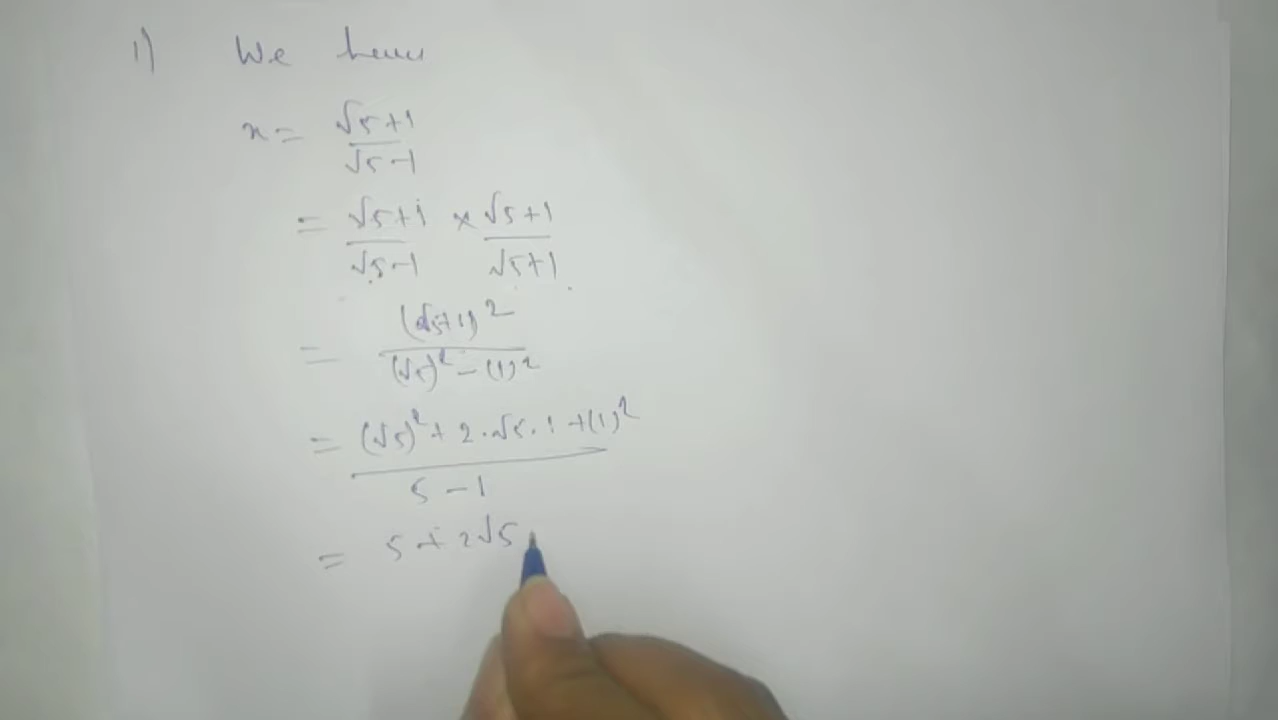 1) We have
x = √5+1 / √5-1
= √5+1 / √5-1 × √5+1 / √5+1
= (√5+1)² / (√5)² - (1)²
= (√5)² + 2.√5.1 + (1)² / 5-1
= 5 + 2√5